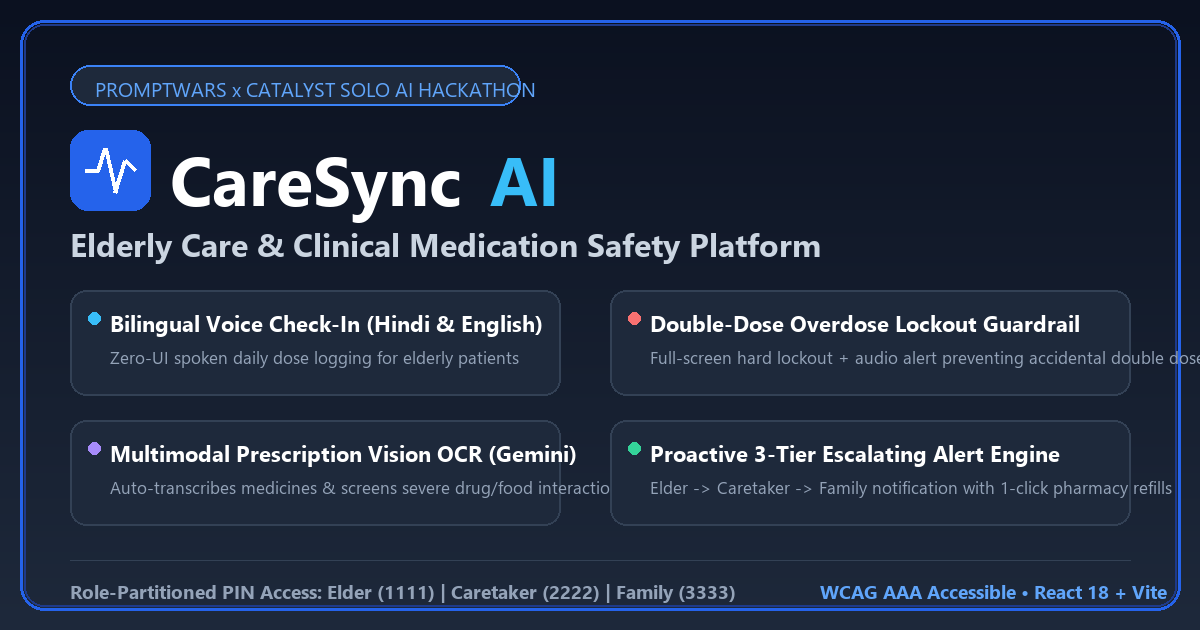 PROMPTWARS x CATALYST SOLO AI HACKATHON
CareSync AI
Elderly Care & Clinical Medication Safety Platform
Bilingual Voice Check-In (Hindi & English)
Zero-UI spoken daily dose logging for elderly patients
Double-Dose Overdose Lockout Guardrail
Full-screen hard lockout + audio alert preventing accidental double dose
Multimodal Prescription Vision OCR (Gemini)
Auto-transcribes medicines & screens severe drug/food interactio
Proactive 3-Tier Escalating Alert Engine
Elder -> Caretaker -> Family notification with 1-click pharmacy refills
Role-Partitioned PIN Access: Elder (1111) | Caretaker (2222) | Family (3333)
WCAG AAA Accessible • React 18 + Vite